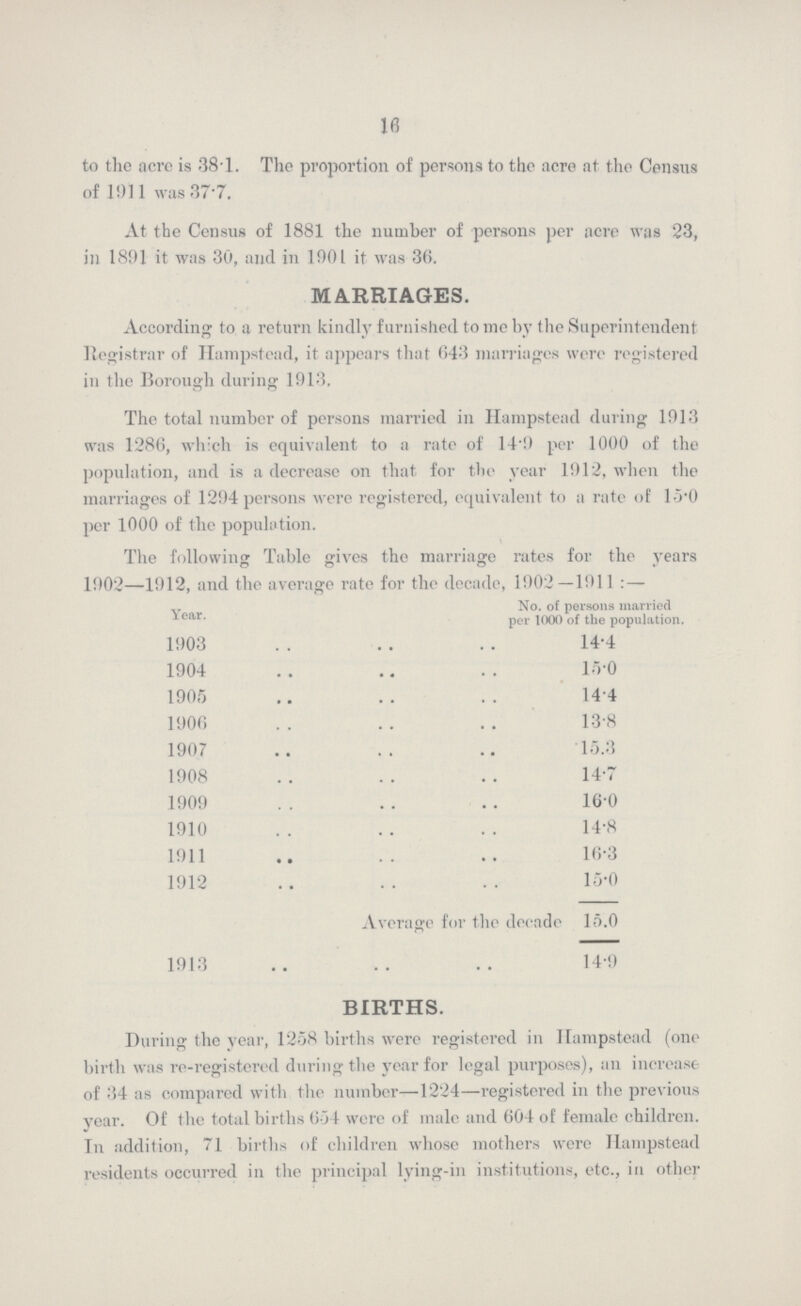 16
to the acre is 38·1. The proportion of persons to the acre at the Census
of 1911 was 37·7.
At the Census of 1881 the number of persons per acre was 23,
in 1891 it was 30, and in 1901 it was 36.
MARRIAGES.
According to a return kindly furnished to me by the Superintendent
Registrar of Hampstead, it appears that 643 marriages were registered
in the Borough during 1913.
The total number of persons married in Hampstead during 1913
was 1286, which is equivalent to a rate of 14·9 per 1000 of the
population, and is a decrease on that for the year 1912, when the
marriages of 1294 persons were registered, equivalent to a rate of 15·0
per 1000 of the population.
The following Table gives the marriage rates for the years
1902—1912, and the average rate for the decade, 1902—1911 :—
Year. No. of persons married
per 1000 of the population.
1903 .. .. .. 14·4
1904 .. .. .. 15·0
1905 .. .. .. 14·4
1906 .. .. .. 13·8
1907 .. .. .. 15.3
1908 .. .. .. 14·7
1909 .. .. .. 16·0
1910 .. .. .. 14·8
1911 .. .. .. 16·3
1912 .. .. .. 15·0
Average for the decade 15.0
1913 .. .. .. 14·9
BIRTHS.
During the year, 1258 births were registered in Hampstead (one
birth was re-registered during the year for legal purposes), an increase
of 34 as compared with the number—1224—registered in the previous
year. Of the total births 654 were of male and 604 of female children.
In addition, 71 births of children whose mothers were Hampstead
residents occurred in the principal lying-in institutions, etc., in other